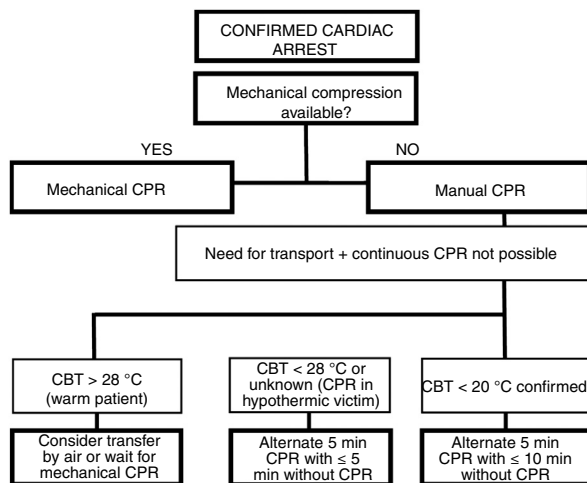 CONFIRMED CARDIAC
ARREST
Mechanical compression
available?
YES
NO
Mechanical CPR
Manual CPR
Need for transport + continuous CPR not possible
CBT > 28 °C
(warm patient)
CBT < 28 °C or
unknown (CPR in
hypothermic victim)
CBT < 20 °C confirmed
Consider transfer
by air or wait for
mechanical CPR
Alternate 5 min
CPR with ≤ 5
min without CPR
Alternate 5 min
CPR with ≤ 10 min
without CPR